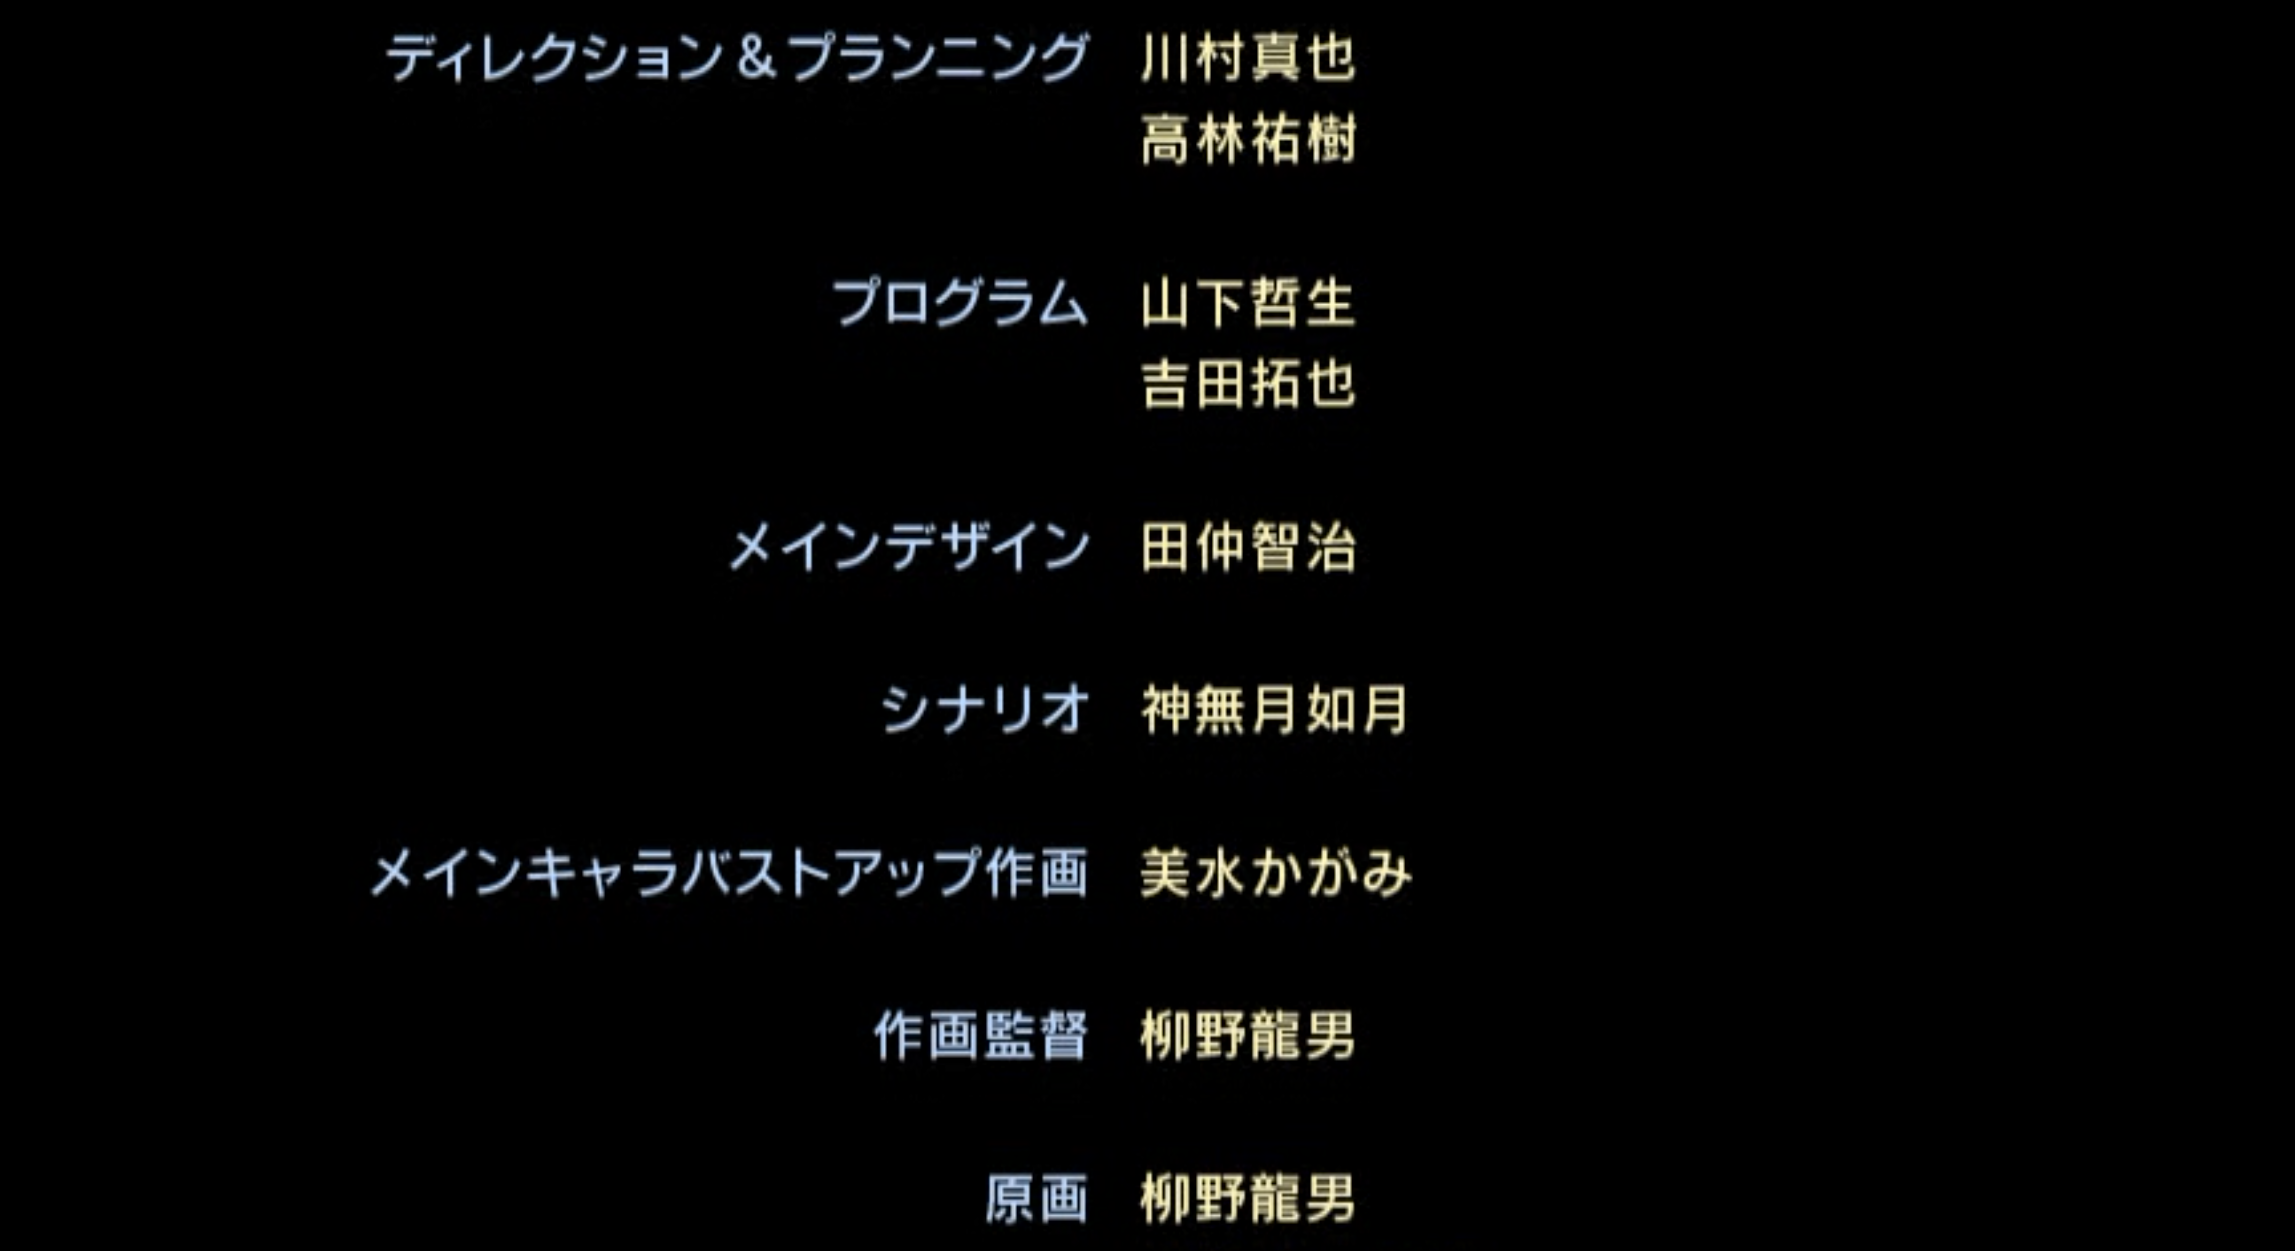 ディレクション&プランニング 川村真也
高林祐樹
プログラム 山下哲生
吉田拓也
メインデザイン 田仲智治
シナリオ 神無月如月
メインキャラバストアップ作画 美水かがみ
作画監督 柳野龍男
原画 柳野龍男